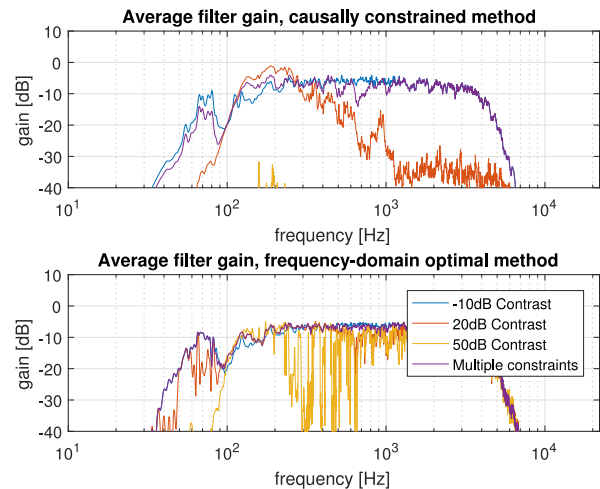 Average filter gain, causally constrained method
gain [dB]
10
0
-10
-20
-30
-40
10^1
10^2
10^3
10^4
frequency [Hz]
Average filter gain, frequency-domain optimal method
gain [dB]
10
0
-10
-20
-30
-40
-10dB Contrast
20dB Contrast
50dB Contrast
Multiple constraints
10^1
10^2
10^3
10^4
frequency [Hz]